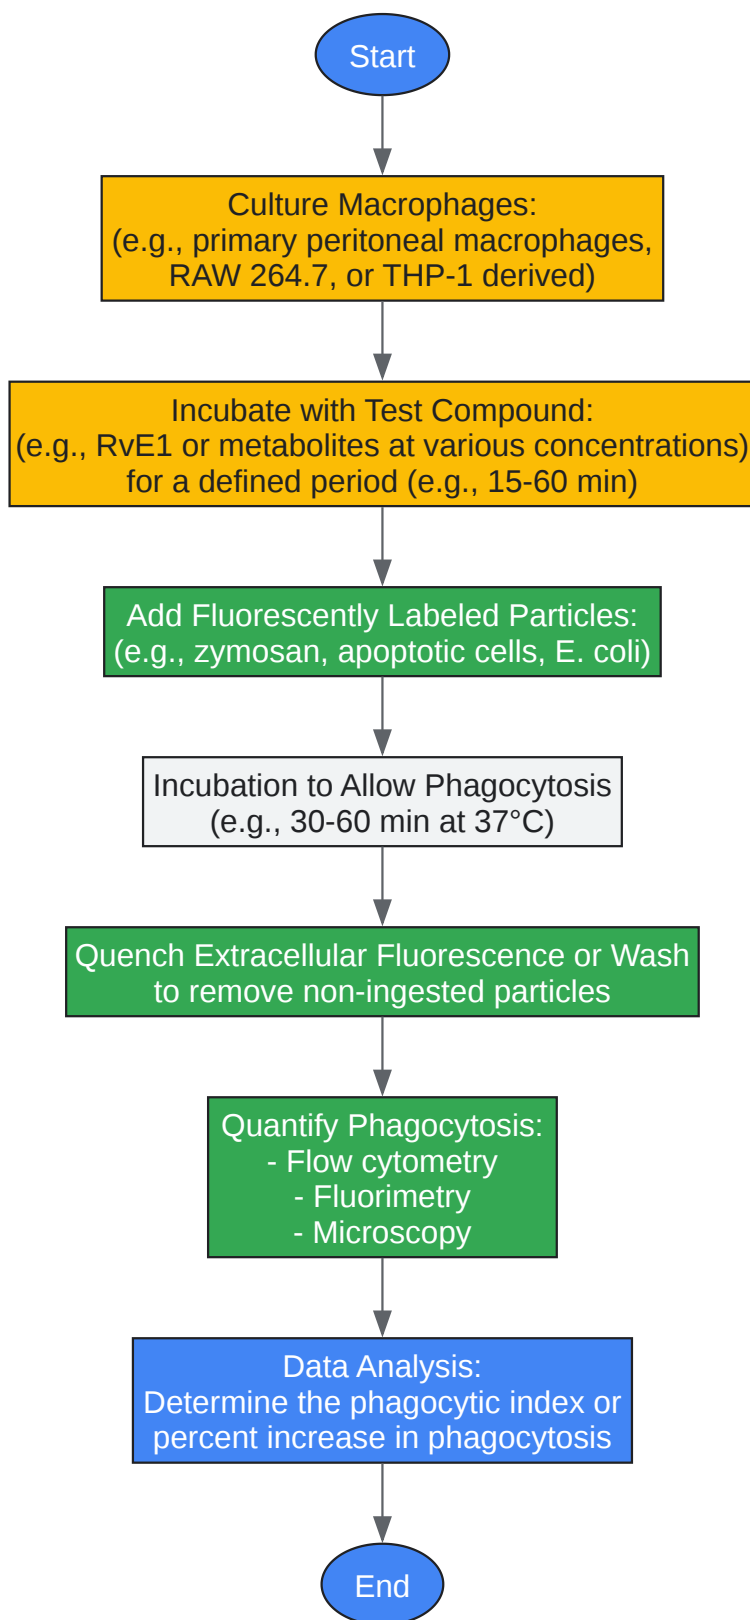 Start
Culture Macrophages:
(e.g., primary peritoneal macrophages,
RAW 264.7, or THP-1 derived)
Incubate with Test Compound:
(e.g., RvE1 or metabolites at various concentrations)
for a defined period (e.g., 15-60 min)
Add Fluorescently Labeled Particles:
(e.g., zymosan, apoptotic cells, E. coli)
Incubation to Allow Phagocytosis
(e.g., 30-60 min at 37°C)
Quench Extracellular Fluorescence or Wash
to remove non-ingested particles
Quantify Phagocytosis:
- Flow cytometry
- Fluorimetry
- Microscopy
Data Analysis:
Determine the phagocytic index or
percent increase in phagocytosis
End